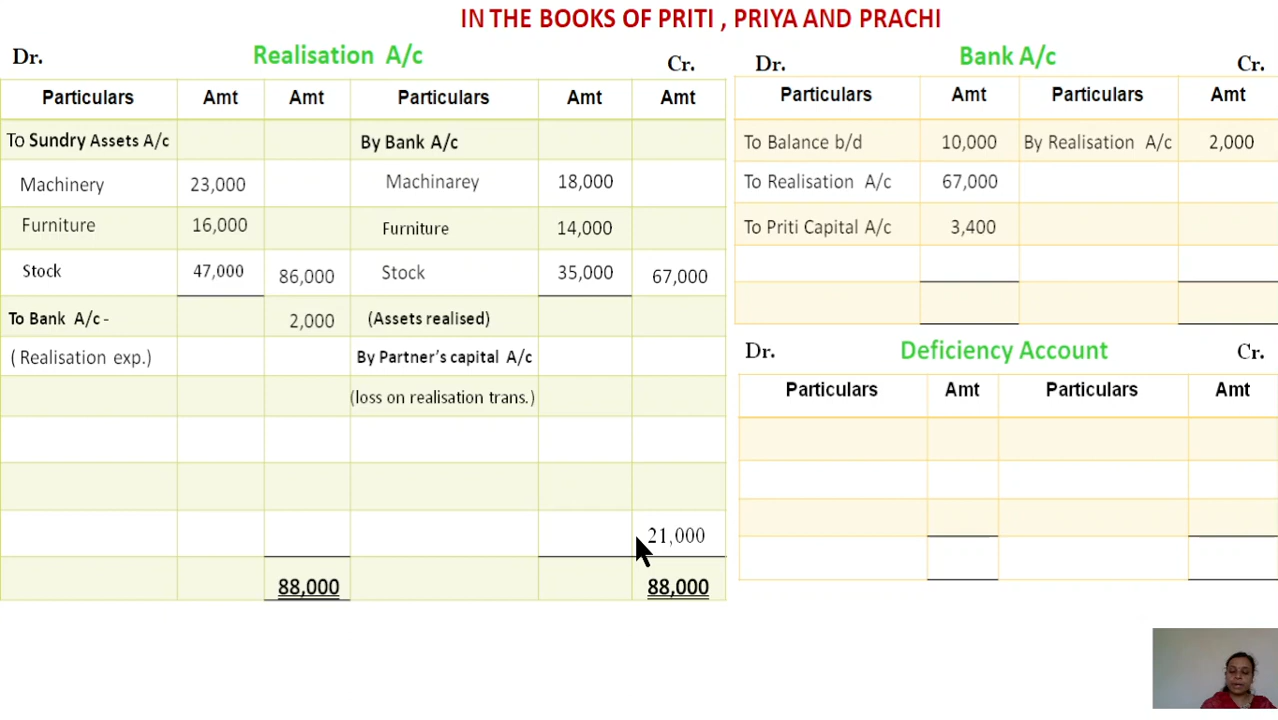 IN THE BOOKS OF PRITI , PRIYA AND PRACHI
Dr. Realisation A/c Cr.
Particulars Amt Amt Particulars Amt Amt
To Sundry Assets A/c By Bank A/c
Machinery 23,000 Machinarey 18,000
Furniture 16,000 Furniture 14,000
Stock 47,000 86,000 Stock 35,000 67,000
To Bank A/c - 2,000 (Assets realised)
( Realisation exp.) By Partner's capital A/c
(loss on realisation trans.)
21,000
88,000 88,000
Dr. Bank A/c Cr.
Particulars Amt Particulars Amt
To Balance b/d 10,000 By Realisation A/c 2,000
To Realisation A/c 67,000
To Priti Capital A/c 3,400
Dr. Deficiency Account Cr.
Particulars Amt Particulars Amt